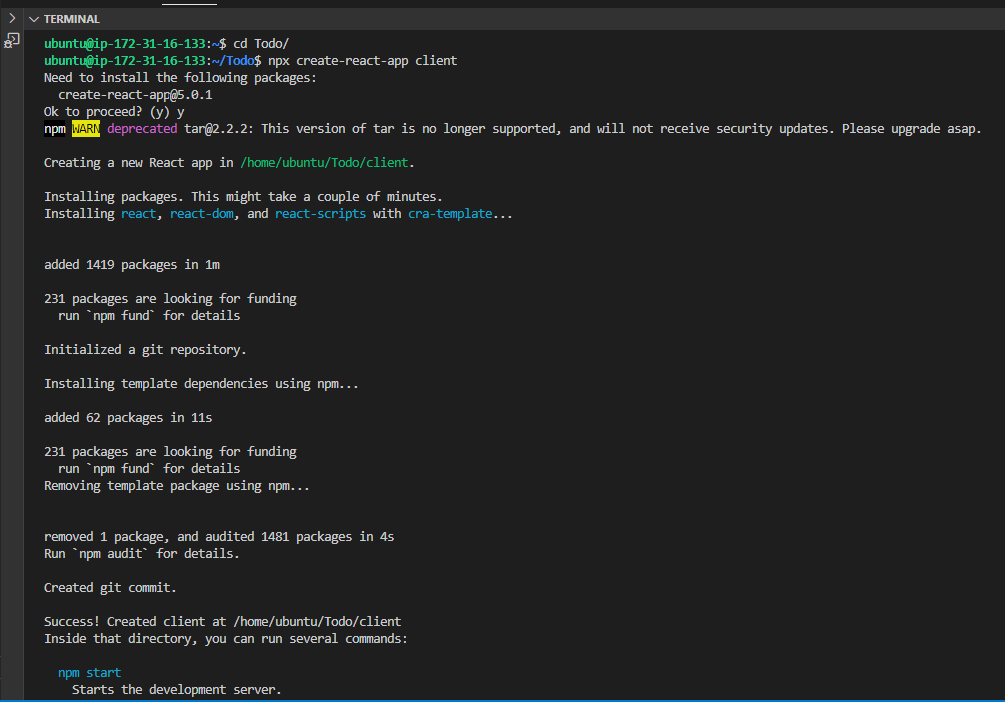 TERMINAL
ubuntu@ip-172-31-16-133:~$ cd Todo/
ubuntu@ip-172-31-16-133:~/Todo$ npx create-react-app client
Need to install the following packages:
  create-react-app@5.0.1
Ok to proceed? (y) y
npm WARN deprecated tar@2.2.2: This version of tar is no longer supported, and will not receive security updates. Please upgrade asap.
Creating a new React app in /home/ubuntu/Todo/client.
Installing packages. This might take a couple of minutes.
Installing react, react-dom, and react-scripts with cra-template...
added 1419 packages in 1m
231 packages are looking for funding
  run `npm fund` for details
Initialized a git repository.
Installing template dependencies using npm...
added 62 packages in 11s
231 packages are looking for funding
  run `npm fund` for details
Removing template package using npm...
removed 1 package, and audited 1481 packages in 4s
Run `npm audit` for details.
Created git commit.
Success! Created client at /home/ubuntu/Todo/client
Inside that directory, you can run several commands:
  npm start
    Starts the development server.